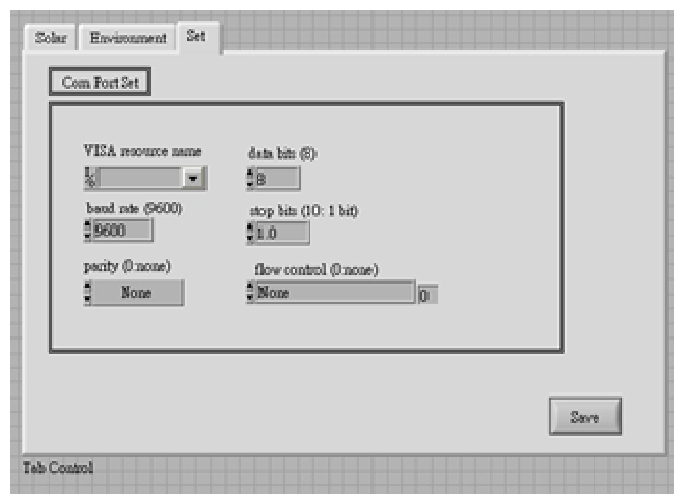 Solar Environment Set
Com Port Set
VISA resource name
data bits (8)
8
baud rate (9600)
9600
stop bits (10: 1 bit)
1.0
parity (0:none)
None
flow control (0:none)
None
0
Save
Tab Control